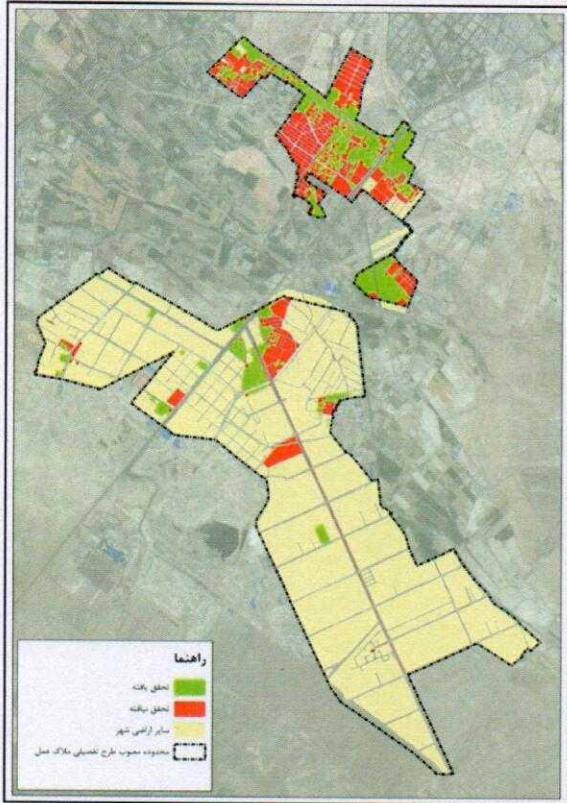 راهنما
تحقق یافته
تحقق نیافته
سایر اراضی شهر
محدوده مصوب طرح تفصیلی ملاک عمل